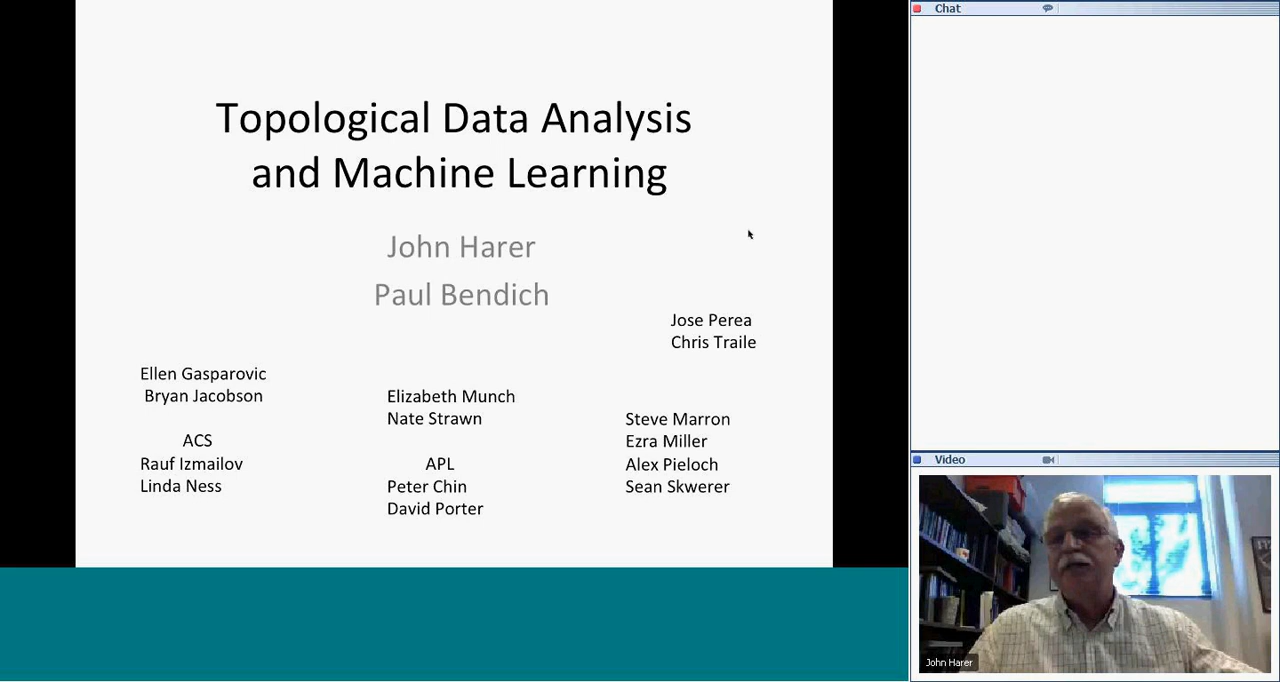 Topological Data Analysis
and Machine Learning
John Harer
Paul Bendich
Jose Perea
Chris Traile
Ellen Gasparovic
Bryan Jacobson
ACS
Rauf Izmailov
Linda Ness
Elizabeth Munch
Nate Strawn
APL
Peter Chin
David Porter
Steve Marron
Ezra Miller
Alex Pieloch
Sean Skwerer
Chat
Video
John Harer